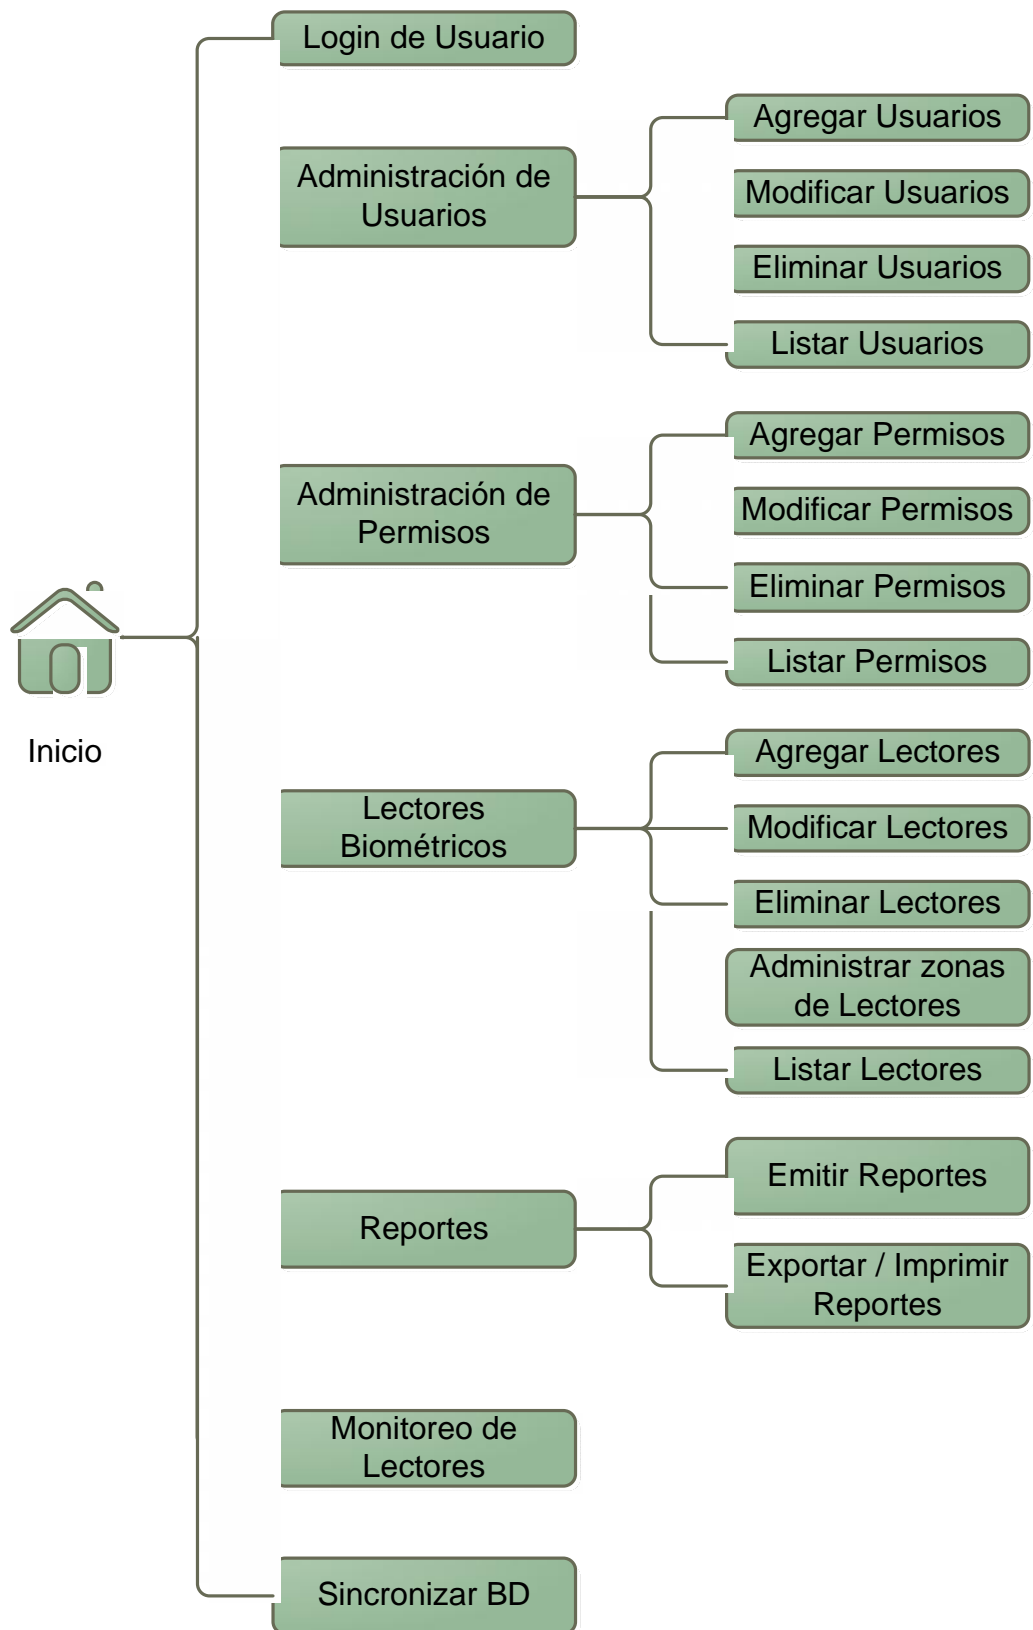 Login de Usuario
Administración de
Usuarios
Agregar Usuarios
Modificar Usuarios
Eliminar Usuarios
Listar Usuarios
Administración de
Permisos
Agregar Permisos
Modificar Permisos
Eliminar Permisos
Listar Permisos
Inicio
Lectores
Biométricos
Agregar Lectores
Modificar Lectores
Eliminar Lectores
Administrar zonas
de Lectores
Listar Lectores
Reportes
Emitir Reportes
Exportar / Imprimir
Reportes
Monitoreo de
Lectores
Sincronizar BD